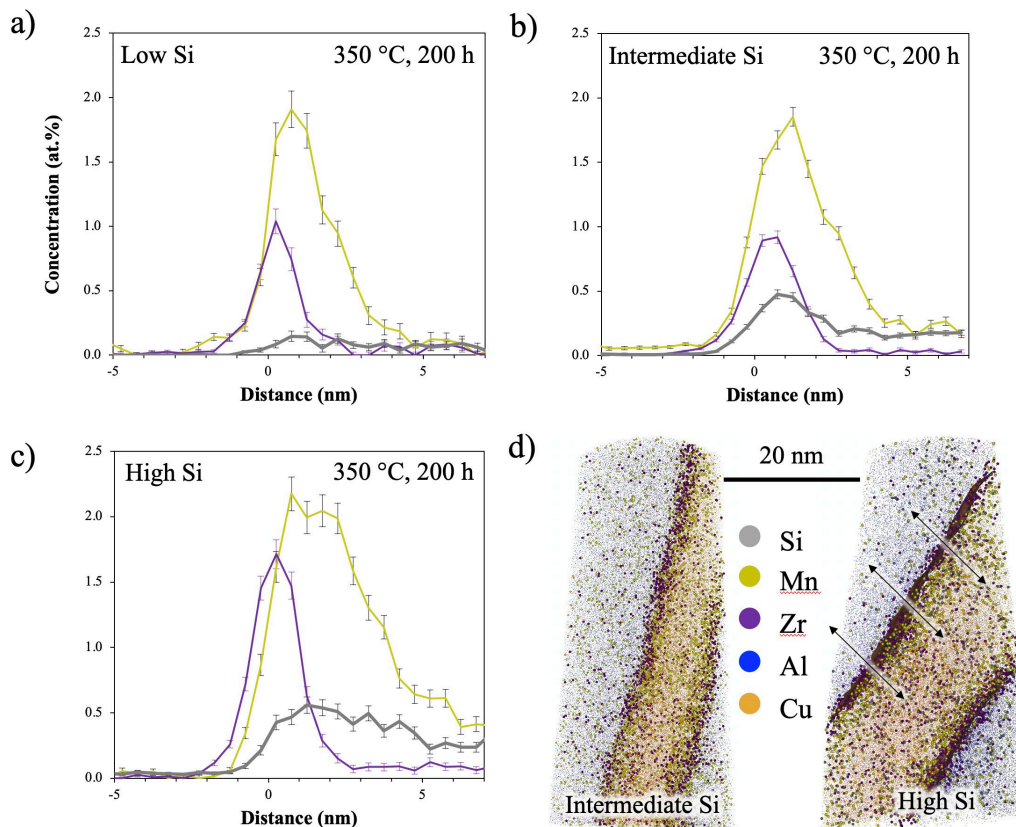 a)
Low Si 350 °C, 200 h
2.5
2.0
1.5
1.0
0.5
0.0
-5 0 5
Concentration (at.%)
Distance (nm)
b)
Intermediate Si 350 °C, 200 h
2.5
2.0
1.5
1.0
0.5
0.0
-5 0 5
Distance (nm)
c)
High Si 350 °C, 200 h
2.5
2.0
1.5
1.0
0.5
0.0
-5 0 5
Distance (nm)
d)
20 nm
Si
Mn
Zr
Al
Cu
Intermediate Si
High Si